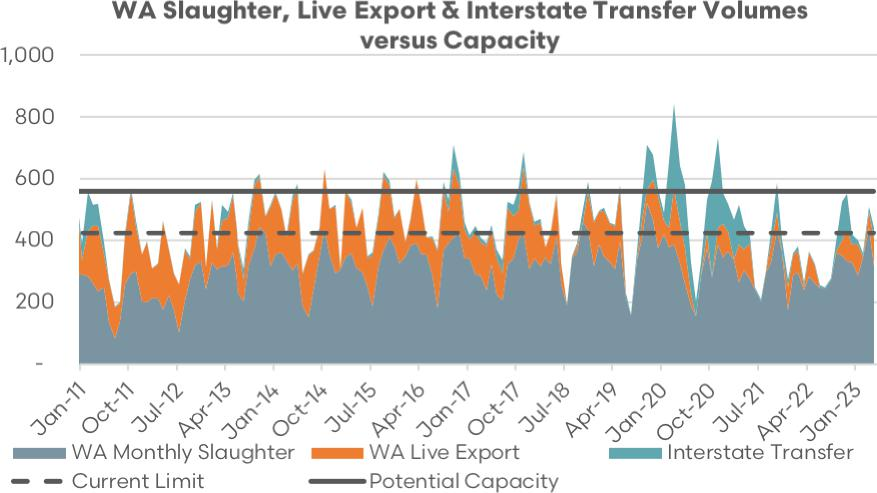 WA Slaughter, Live Export & Interstate Transfer Volumes
versus Capacity
1,000
800
600
400
200
-
Jan-11 Oct-11 Jul-12 Apr-13 Jan-14 Oct-14 Jul-15 Apr-16 Jan-17 Oct-17 Jul-18 Apr-19 Jan-20 Oct-20 Jul-21 Apr-22 Jan-23
WA Monthly Slaughter WA Live Export Interstate Transfer
Current Limit Potential Capacity